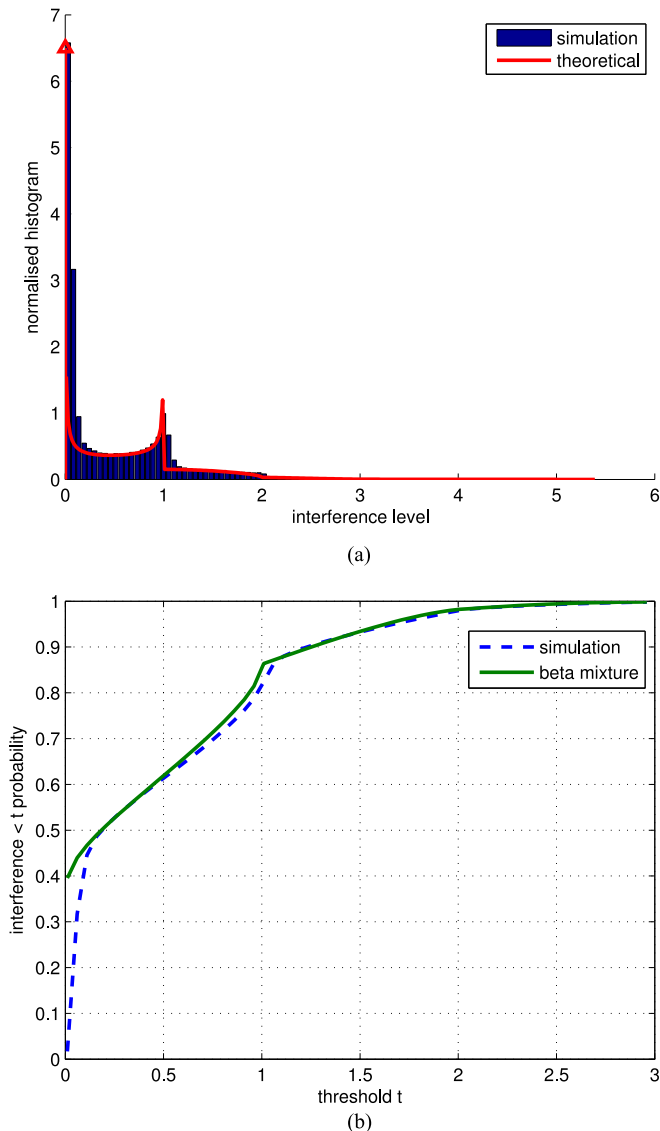 7
6
5
4
3
2
1
0
normalised histogram
simulation
theoretical
0 1 2 3 4 5 6
interference level
(a)
1
0.9
0.8
0.7
0.6
0.5
0.4
0.3
0.2
0.1
0
interference < t probability
simulation
beta mixture
0 0.5 1 1.5 2 2.5 3
threshold t
(b)